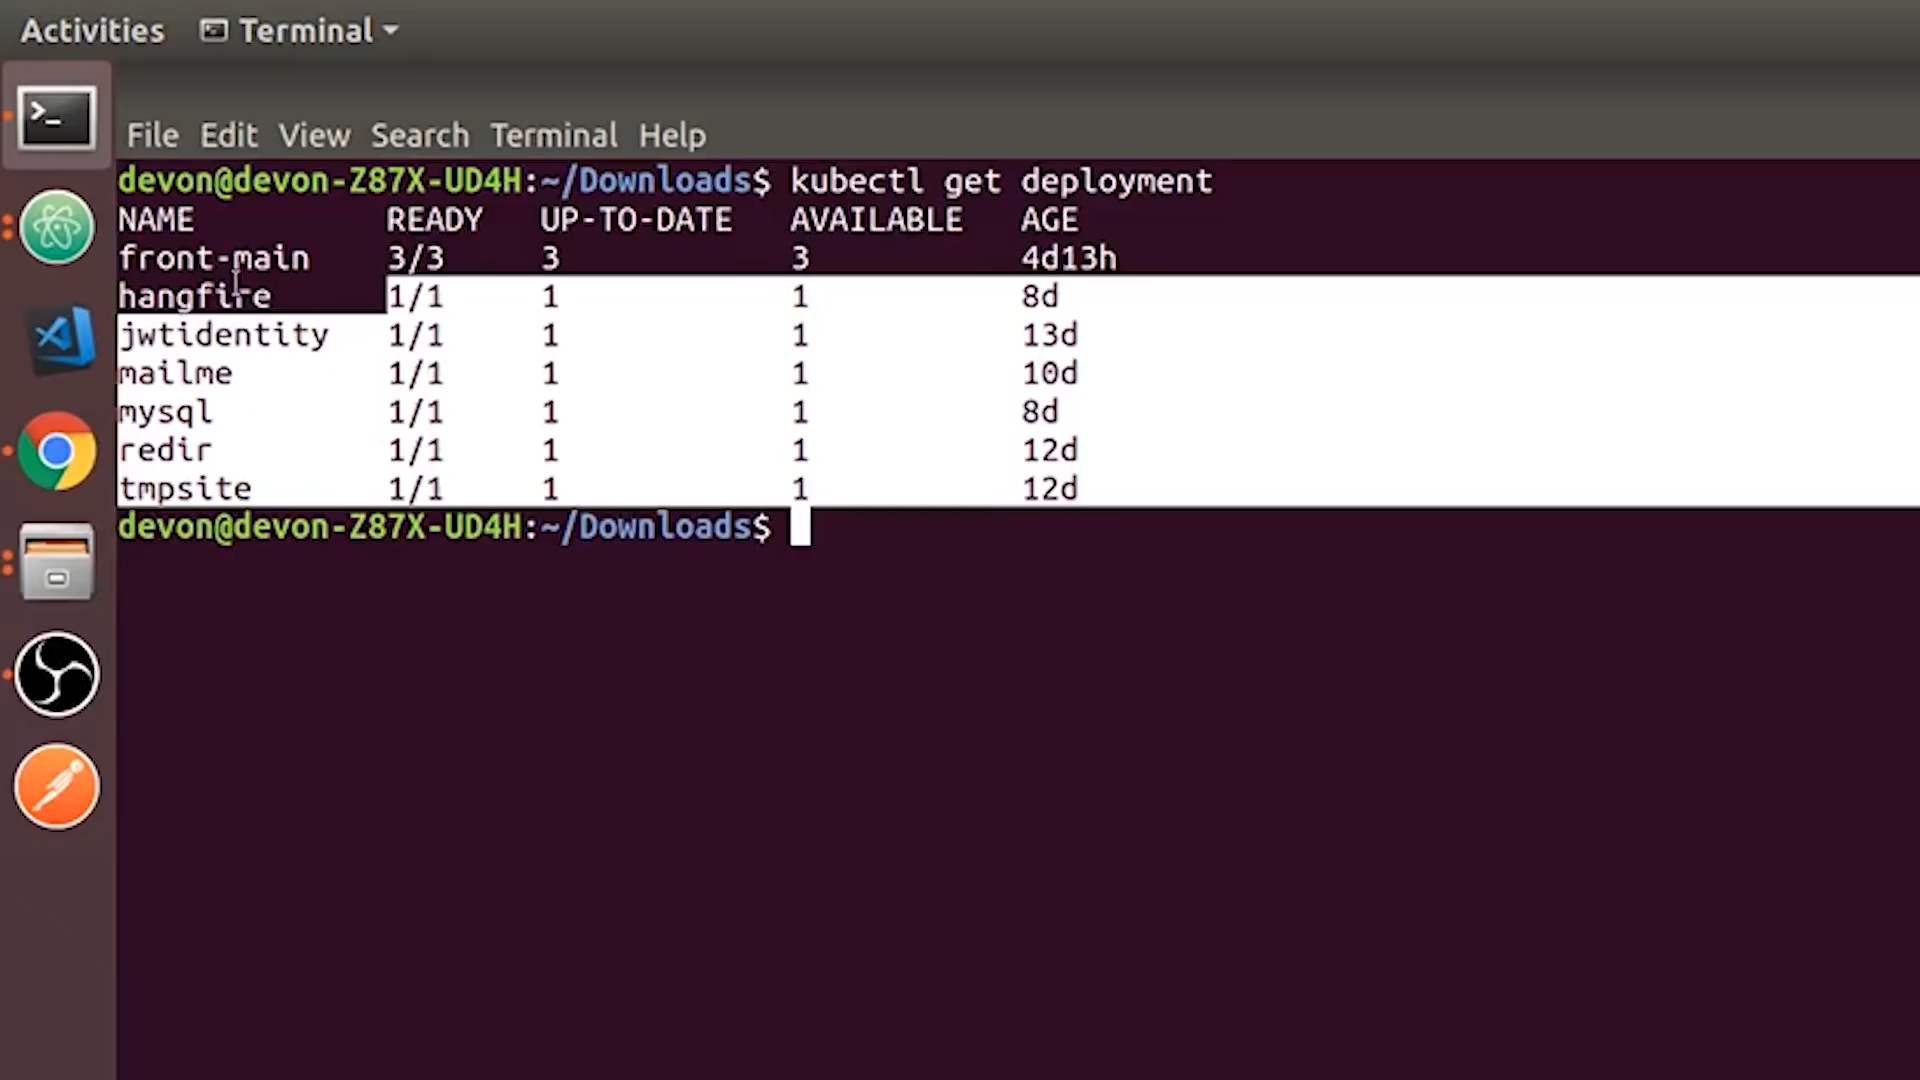 Activities Terminal
File Edit View Search Terminal Help
devon@devon-Z87X-UD4H:~/Downloads$ kubectl get deployment
NAME READY UP-TO-DATE AVAILABLE AGE
front-main 3/3 3 3 4d13h
hangfire 1/1 1 1 8d
jwtidentity 1/1 1 1 13d
mailme 1/1 1 1 10d
mysql 1/1 1 1 8d
redir 1/1 1 1 12d
tmpsite 1/1 1 1 12d
devon@devon-Z87X-UD4H:~/Downloads$